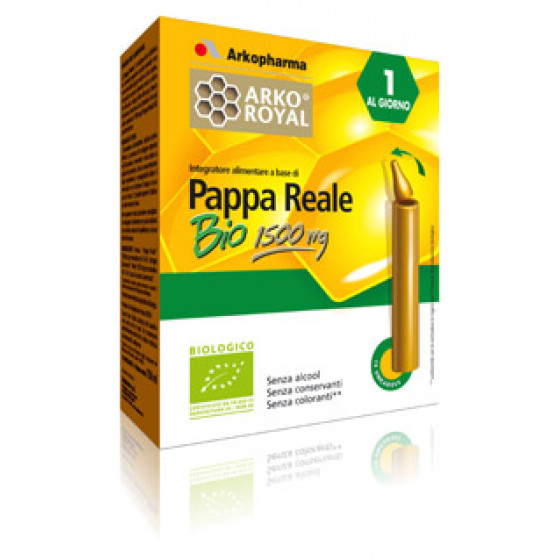 Arkopharma
ARKO®
ROYAL
1
AL GIORNO
Integratore alimentare a base di
Pappa Reale
Bio 1500 mg
BIOLOGICO
Senza alcool
Senza conservanti
Senza coloranti**